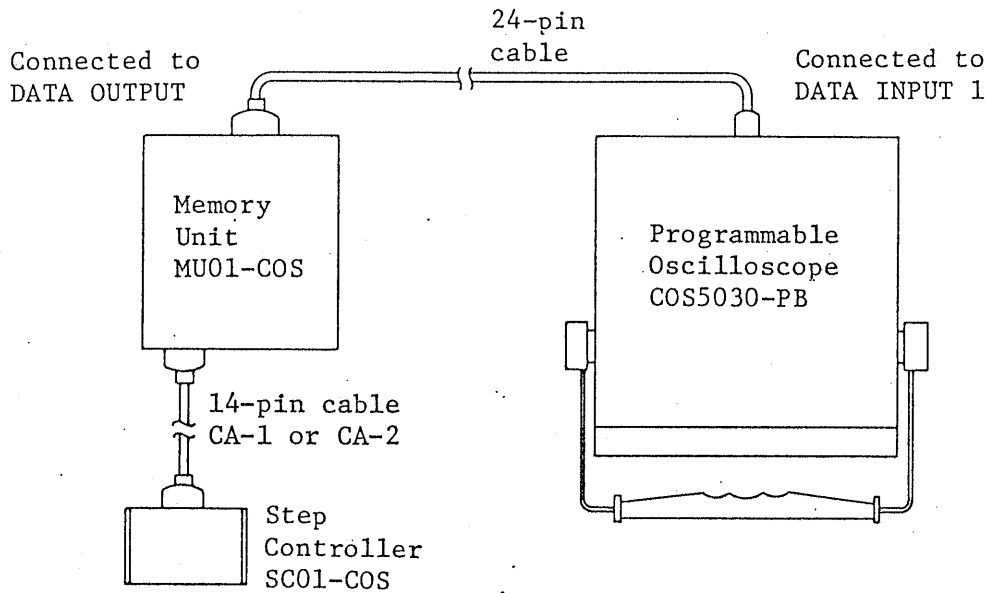 24-pin
cable
Connected to
DATA OUTPUT
Connected to
DATA INPUT 1
Memory
Unit
MU01-COS
Programmable
Oscilloscope
COS5030-PB
14-pin cable
CA-1 or CA-2
Step
Controller
SC01-COS